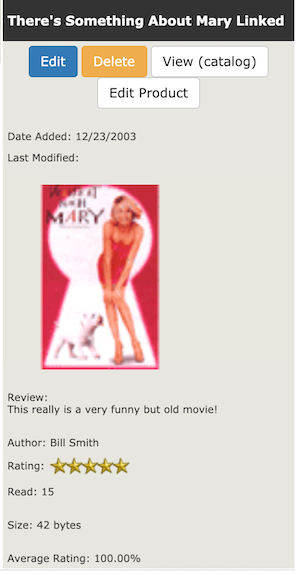 There's Something About Mary Linked
Edit
Delete
View (catalog)
Edit Product
Date Added: 12/23/2003
Last Modified:
MARY
Review:
This really is a very funny but old movie!
Author: Bill Smith
Rating:
Read: 15
Size: 42 bytes
Average Rating: 100.00%